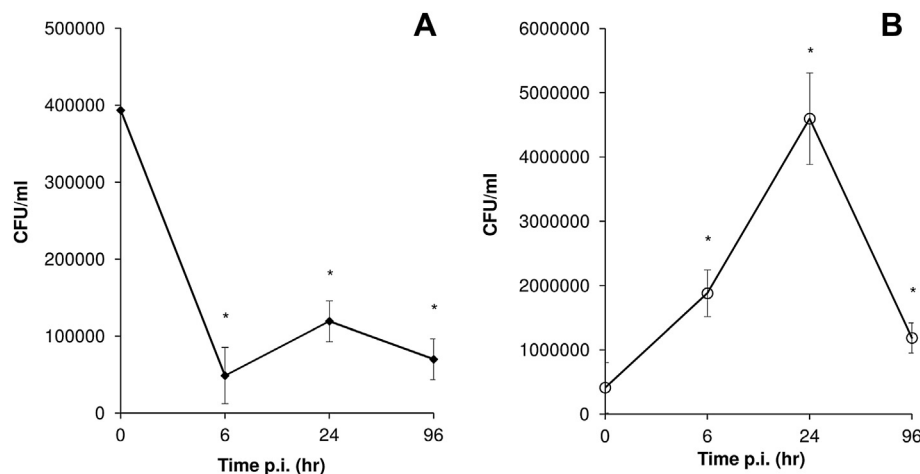 A
500000
400000
300000
200000
100000
0
CFU/ml
* * *
0 6 24 96
Time p.i. (hr)
B
6000000
5000000
4000000
3000000
2000000
1000000
0
CFU/ml
* * *
0 6 24 96
Time p.i. (hr)